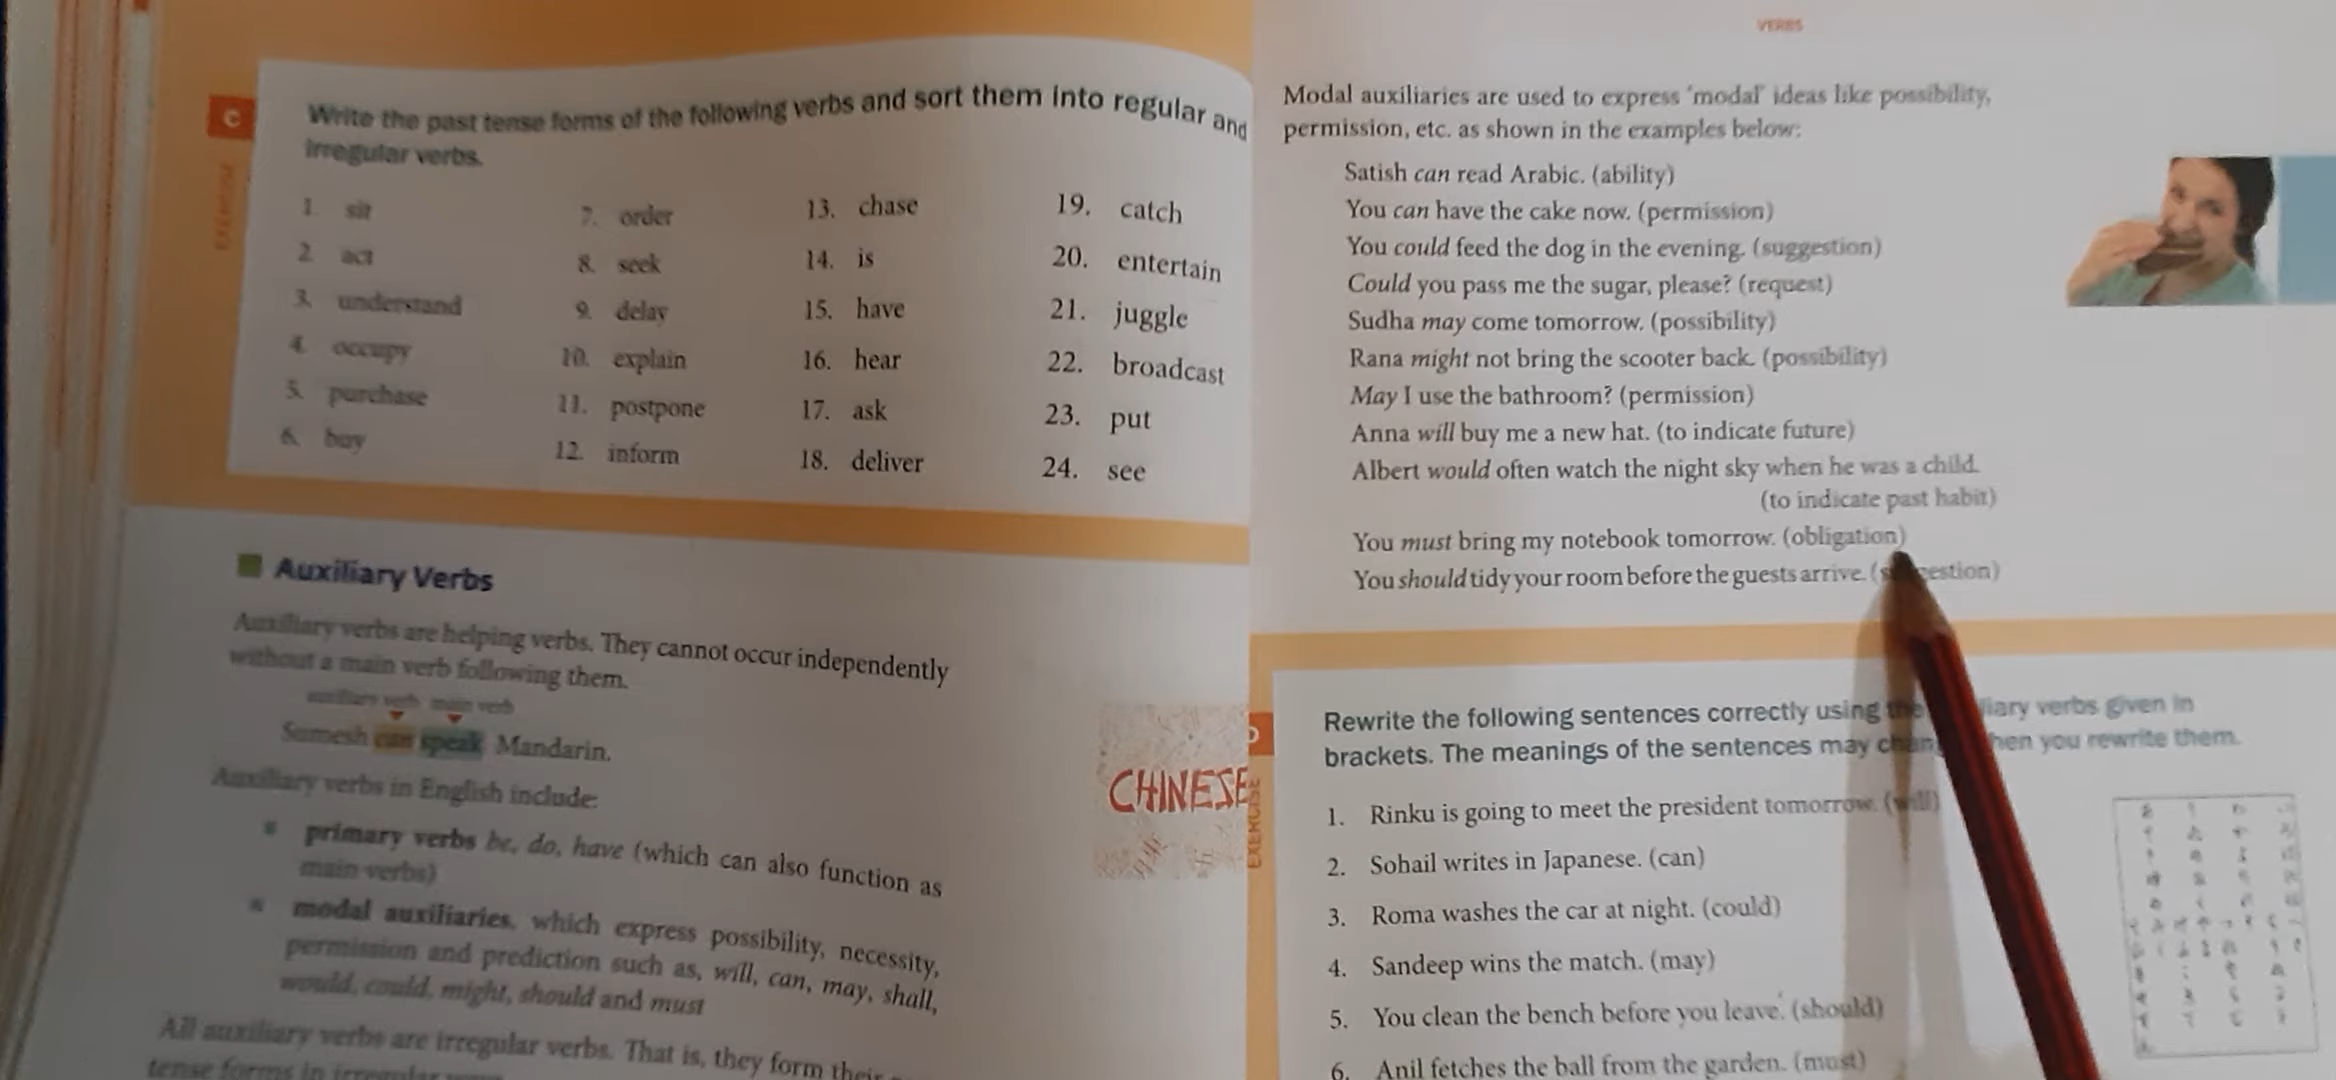 C
EXERCISE
Write the past tense forms of the following verbs and sort them into regular and
irregular verbs.
1. sit
2. act
3. understand
4. occupy
5. purchase
6. buy
7. order
8. seek
9. delay
10. explain
11. postpone
12. inform
13. chase
14. is
15. have
16. hear
17. ask
18. deliver
19. catch
20. entertain
21. juggle
22. broadcast
23. put
24. see
Auxiliary Verbs
Auxiliary verbs are helping verbs. They cannot occur independently
without a main verb following them.
auxiliary verb main verb
Sumesh can speak Mandarin.
Auxiliary verbs in English include:
primary verbs be, do, have (which can also function as
main verbs)
modal auxiliaries, which express possibility, necessity,
permission and prediction such as, will, can, may, shall,
would, could, might, should and must
All auxiliary verbs are irregular verbs. That is, they form their
tense forms in irregular
CHINESE
VERBS
Modal auxiliaries are used to express 'modal' ideas like possibility,
permission, etc. as shown in the examples below:
Satish can read Arabic. (ability)
You can have the cake now. (permission)
You could feed the dog in the evening. (suggestion)
Could you pass me the sugar, please? (request)
Sudha may come tomorrow. (possibility)
Rana might not bring the scooter back. (possibility)
May I use the bathroom? (permission)
Anna will buy me a new hat. (to indicate future)
Albert would often watch the night sky when he was a child.
(to indicate past habit)
You must bring my notebook tomorrow. (obligation)
You should tidy your room before the guests arrive.
D
EXERCISE
Rewrite the following sentences correctly using the verbs given in
brackets. The meanings of the sentences may you rewrite them.
1. Rinku is going to meet the president tomorrow. (will)
2. Sohail writes in Japanese. (can)
3. Roma washes the car at night. (could)
4. Sandeep wins the match. (may)
5. You clean the bench before you leave. (should)
6. Anil fetches the ball from the garden. (must)